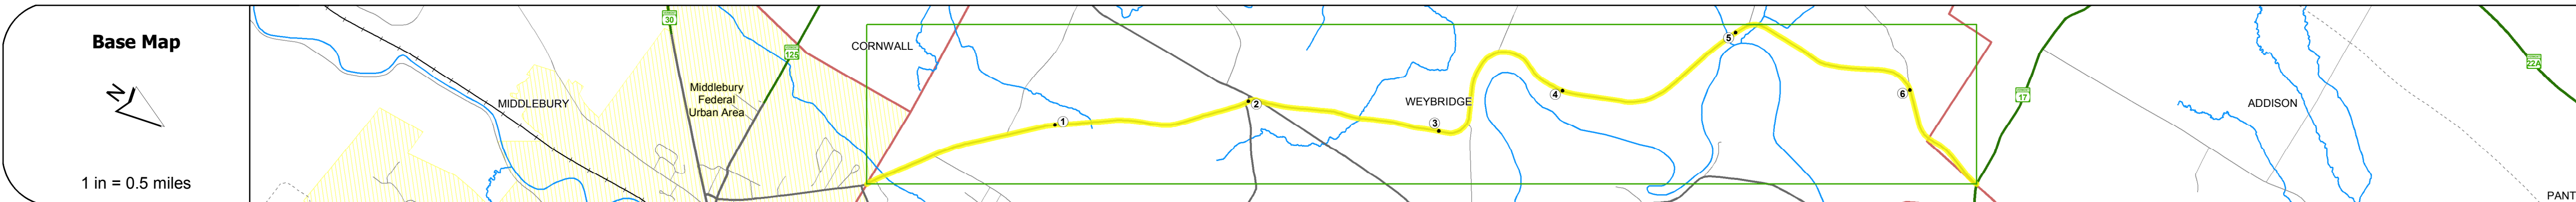 Base Map
N
1 in = 0.5 miles
30
125
CORNWALL
MIDDLEBURY
Middlebury
Federal
Urban Area
1
2
3
WEYBRIDGE
4
5
6
17
ADDISON
22A
PANT